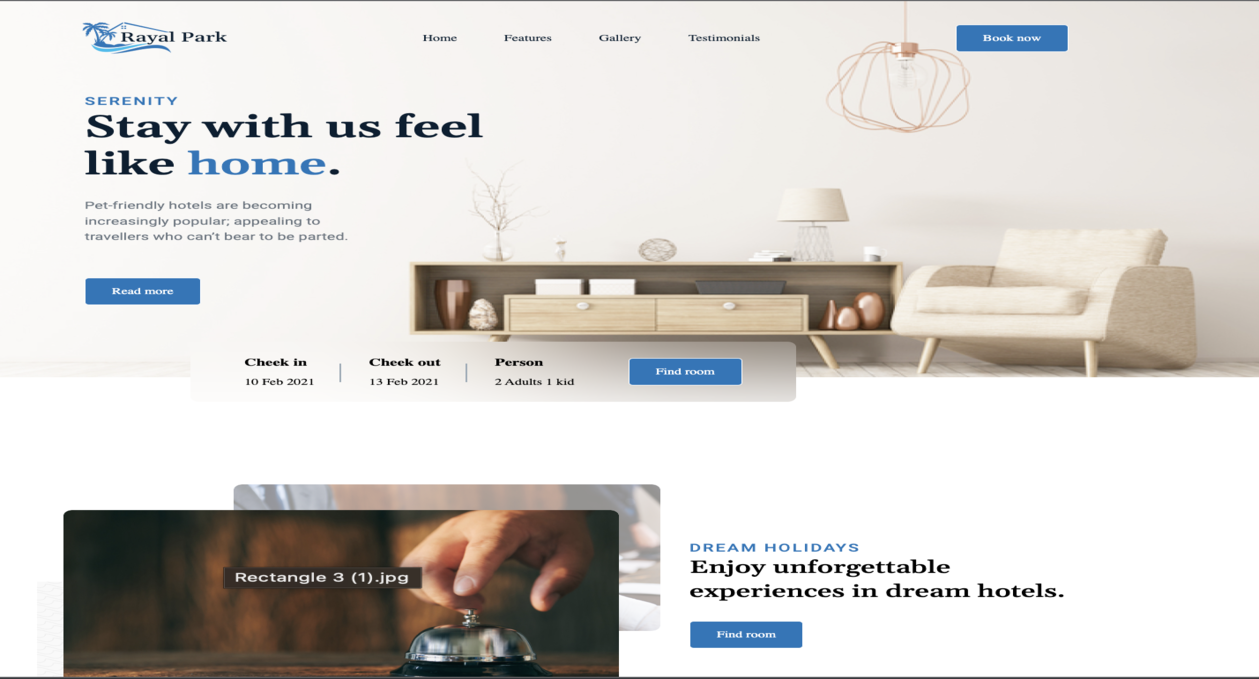 Rayal Park
Home
Features
Gallery
Testimonials
Book now
SERENITY
Stay with us feel
like home.
Pet-friendly hotels are becoming
increasingly popular; appealing to
travellers who can't bear to be parted.
Read more
Cheek in
Cheek out
Person
10 Feb 2021
13 Feb 2021
2 Adults 1 kid
Find room
Rectangle 3 (1).jpg
DREAM HOLIDAYS
Enjoy unforgettable
experiences in dream hotels.
Find room